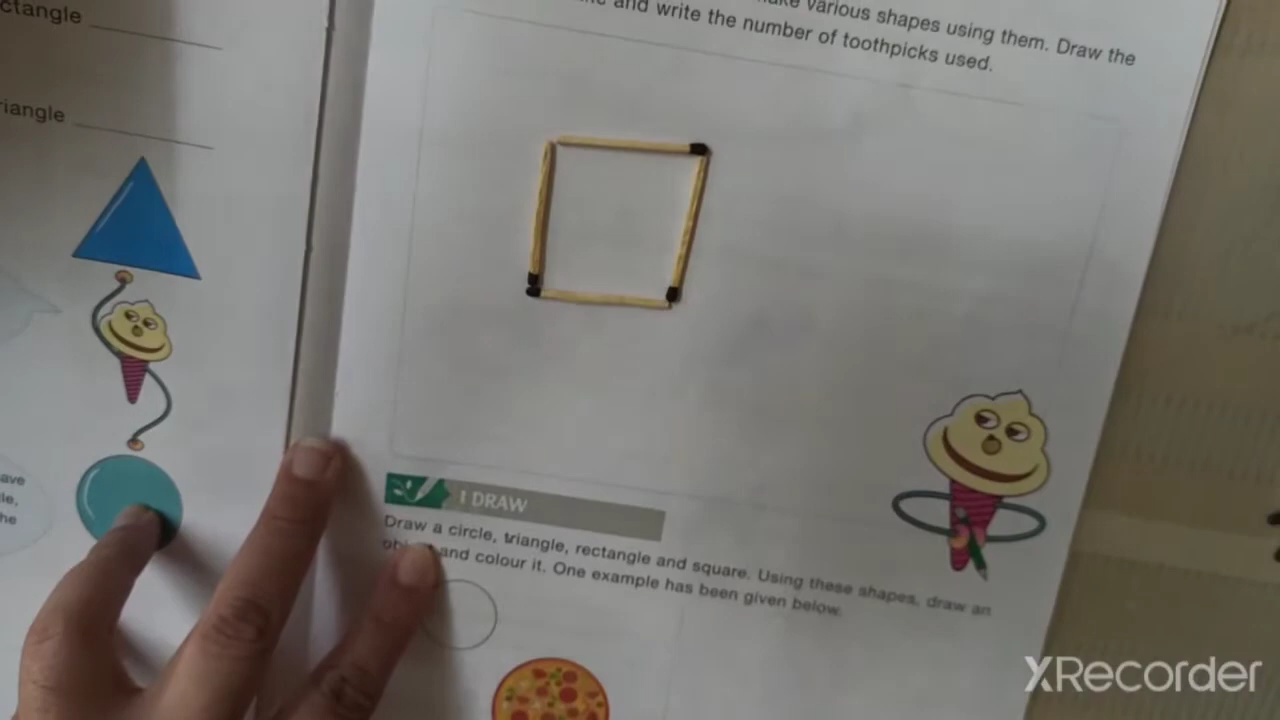 ctangle
riangle
ave
le,
he
various shapes using them. Draw the
and write the number of toothpicks used.
I DRAW
Draw a circle, triangle, rectangle and square. Using these shapes, draw an
and colour it. One example has been given below.
XRecorder